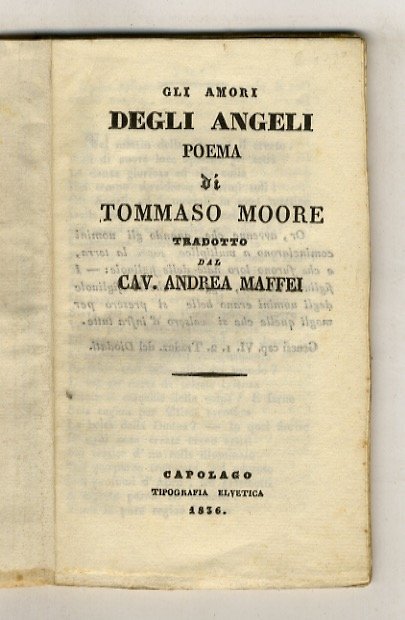 GLI AMORI
DEGLI ANGELI
POEMA
di
TOMMASO MOORE
TRADOTTO
DAL
CAV. ANDREA MAFFEI
CAPOLAGO
TIPOGRAFIA ELVETICA
1836.